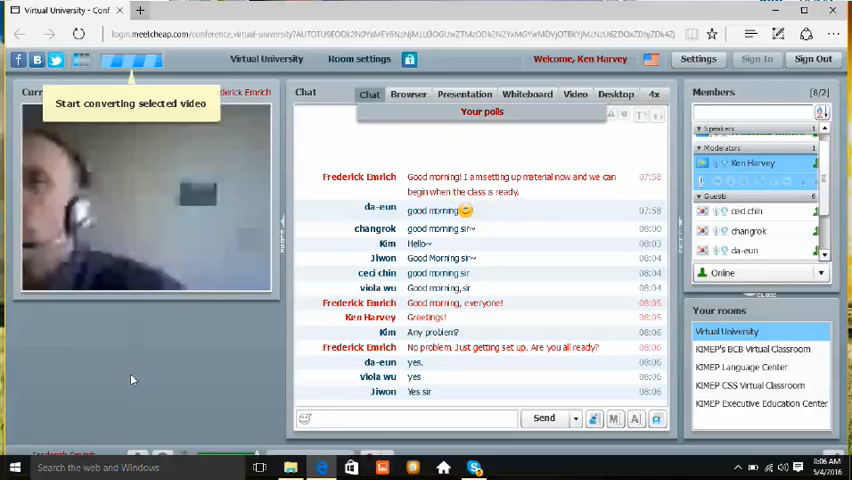 Virtual University - Conf
login.meetcheap.com/conference,virtual-university?
Virtual University
Room settings
Welcome, Ken Harvey
Settings
Sign In
Sign Out
Start converting selected video
Frederick Emrich
Chat
Chat
Browser
Presentation
Whiteboard
Video
Desktop
4x
Your polls
Frederick Emrich Good morning! I am setting up material now and we can 07:58
begin when the class is ready.
da-eun good morning 07:58
changrok good morning sir~ 08:00
Kim Hello~ 08:03
Jiwon Good Morning sir~ 08:04
ceci chin good morning sir 08:04
viola wu Good morning,sir 08:04
Frederick Emrich Good morning, everyone! 08:05
Ken Harvey Greetings! 08:05
Kim Any problem? 08:06
Frederick Emrich No problem. Just getting set up. Are you all ready? 08:06
da-eun yes. 08:06
viola wu yes 08:06
Jiwon Yes sir 08:06
Send
Members [8/2]
Speakers 1
Moderators 1
Ken Harvey
Guests 6
ceci chin
changrok
da-eun
Online
Your rooms
Virtual University
KIMEP's BCB Virtual Classroom
KIMEP Language Center
KIMEP CSS Virtual Classroom
KIMEP Executive Education Center
Search the web and Windows
8:06 AM
5/4/2016